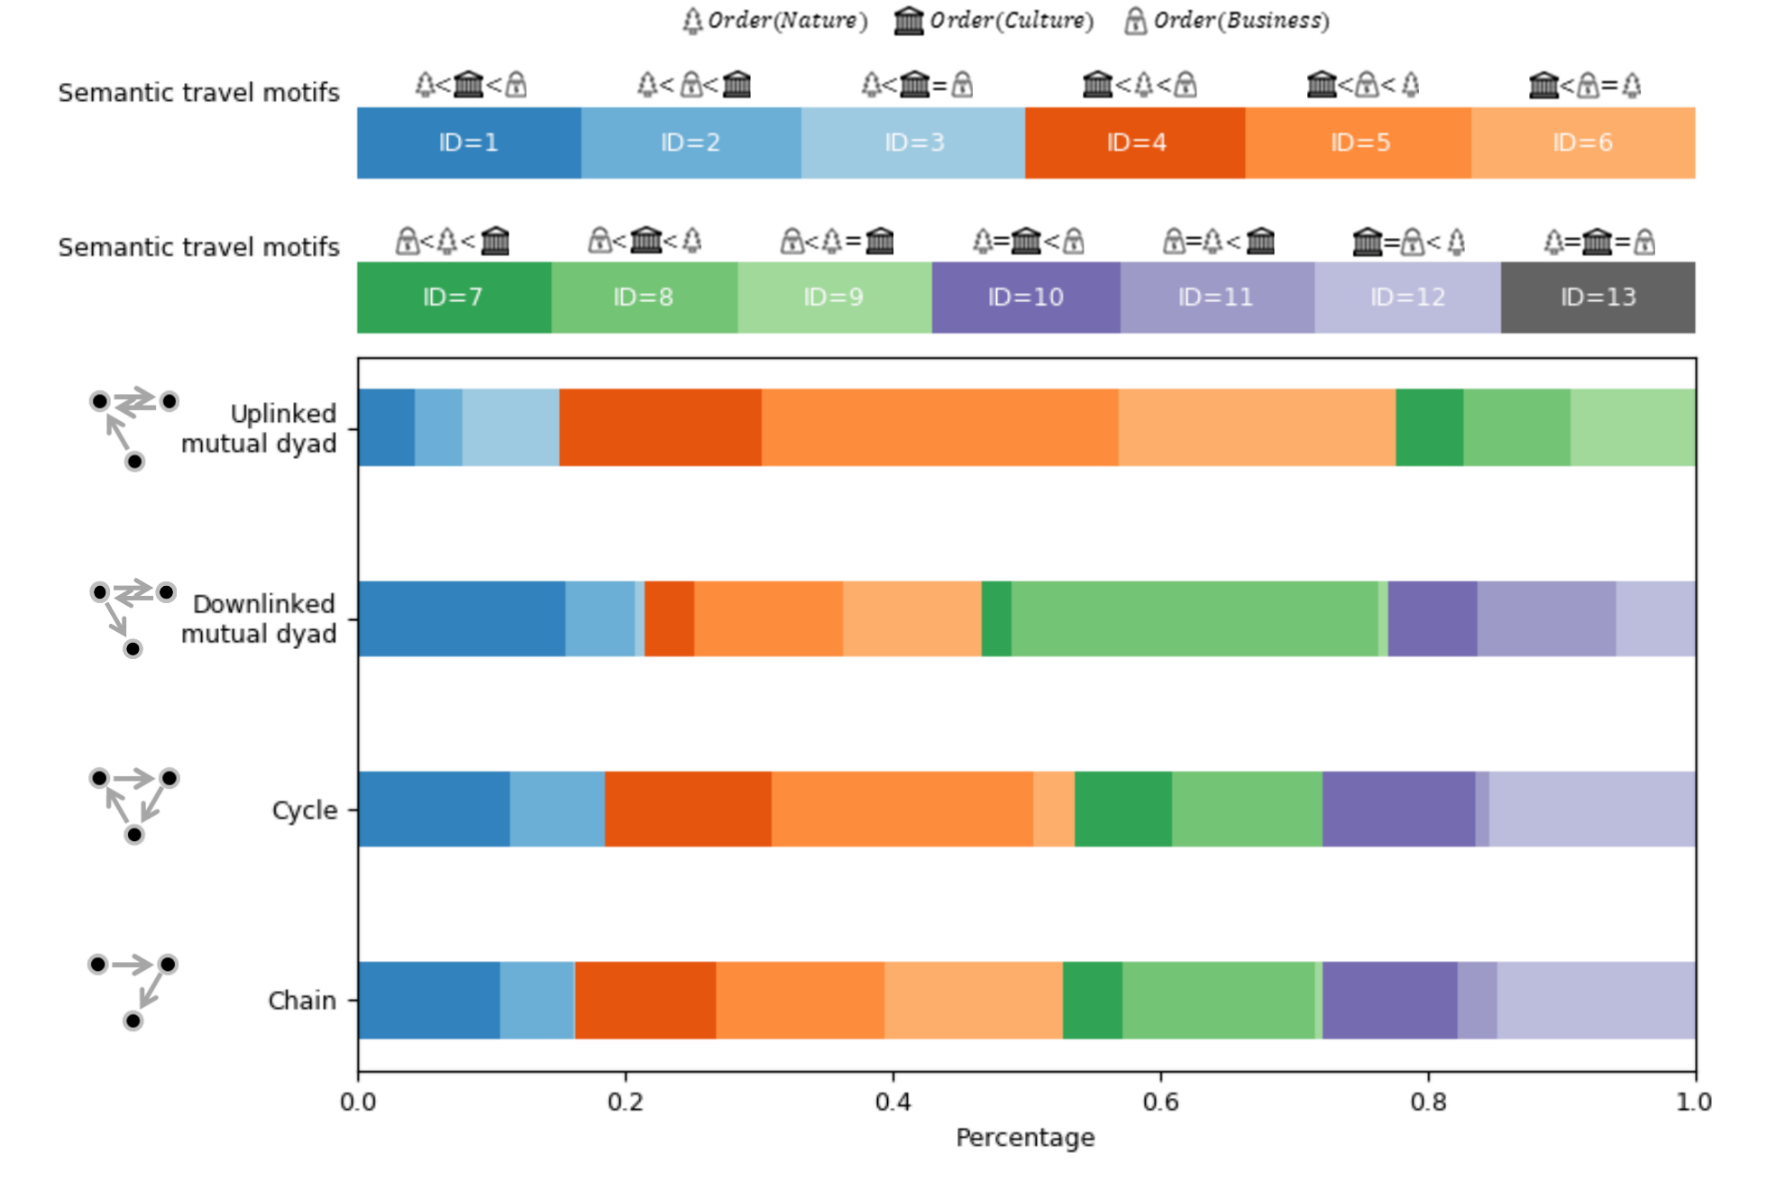 Order(Nature) Order(Culture) Order(Business)
Semantic travel motifs < < < < < = < < < < < =
ID=1 ID=2 ID=3 ID=4 ID=5 ID=6
Semantic travel motifs < < < < < = = < = < = < = =
ID=7 ID=8 ID=9 ID=10 ID=11 ID=12 ID=13
Uplinked
mutual dyad
Downlinked
mutual dyad
Cycle
Chain
0.0 0.2 0.4 0.6 0.8 1.0
Percentage